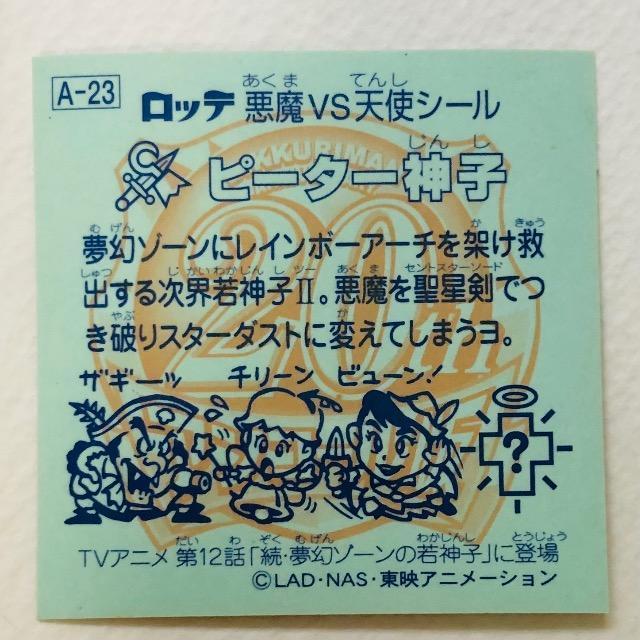 A-23
ロッテ 悪魔VS天使シール
あくま てんし
ピーター神子
じんし
夢幻ゾーンにレインボーアーチを架け救
むげん か きゅう
出する次界若神子Ⅱ。悪魔を聖星剣でつ
しゅつ じかいわかじんしツー あくま セントスターソード
き破りスターダストに変えてしまうヨ。
やぶ か
ザギーッ チリーン ビューン!
?
TVアニメ 第12話「続・夢幻ゾーンの若神子」に登場
だい わ ぞく むげん わかじんし とうじょう
©LAD・NAS・東映アニメーション
20th